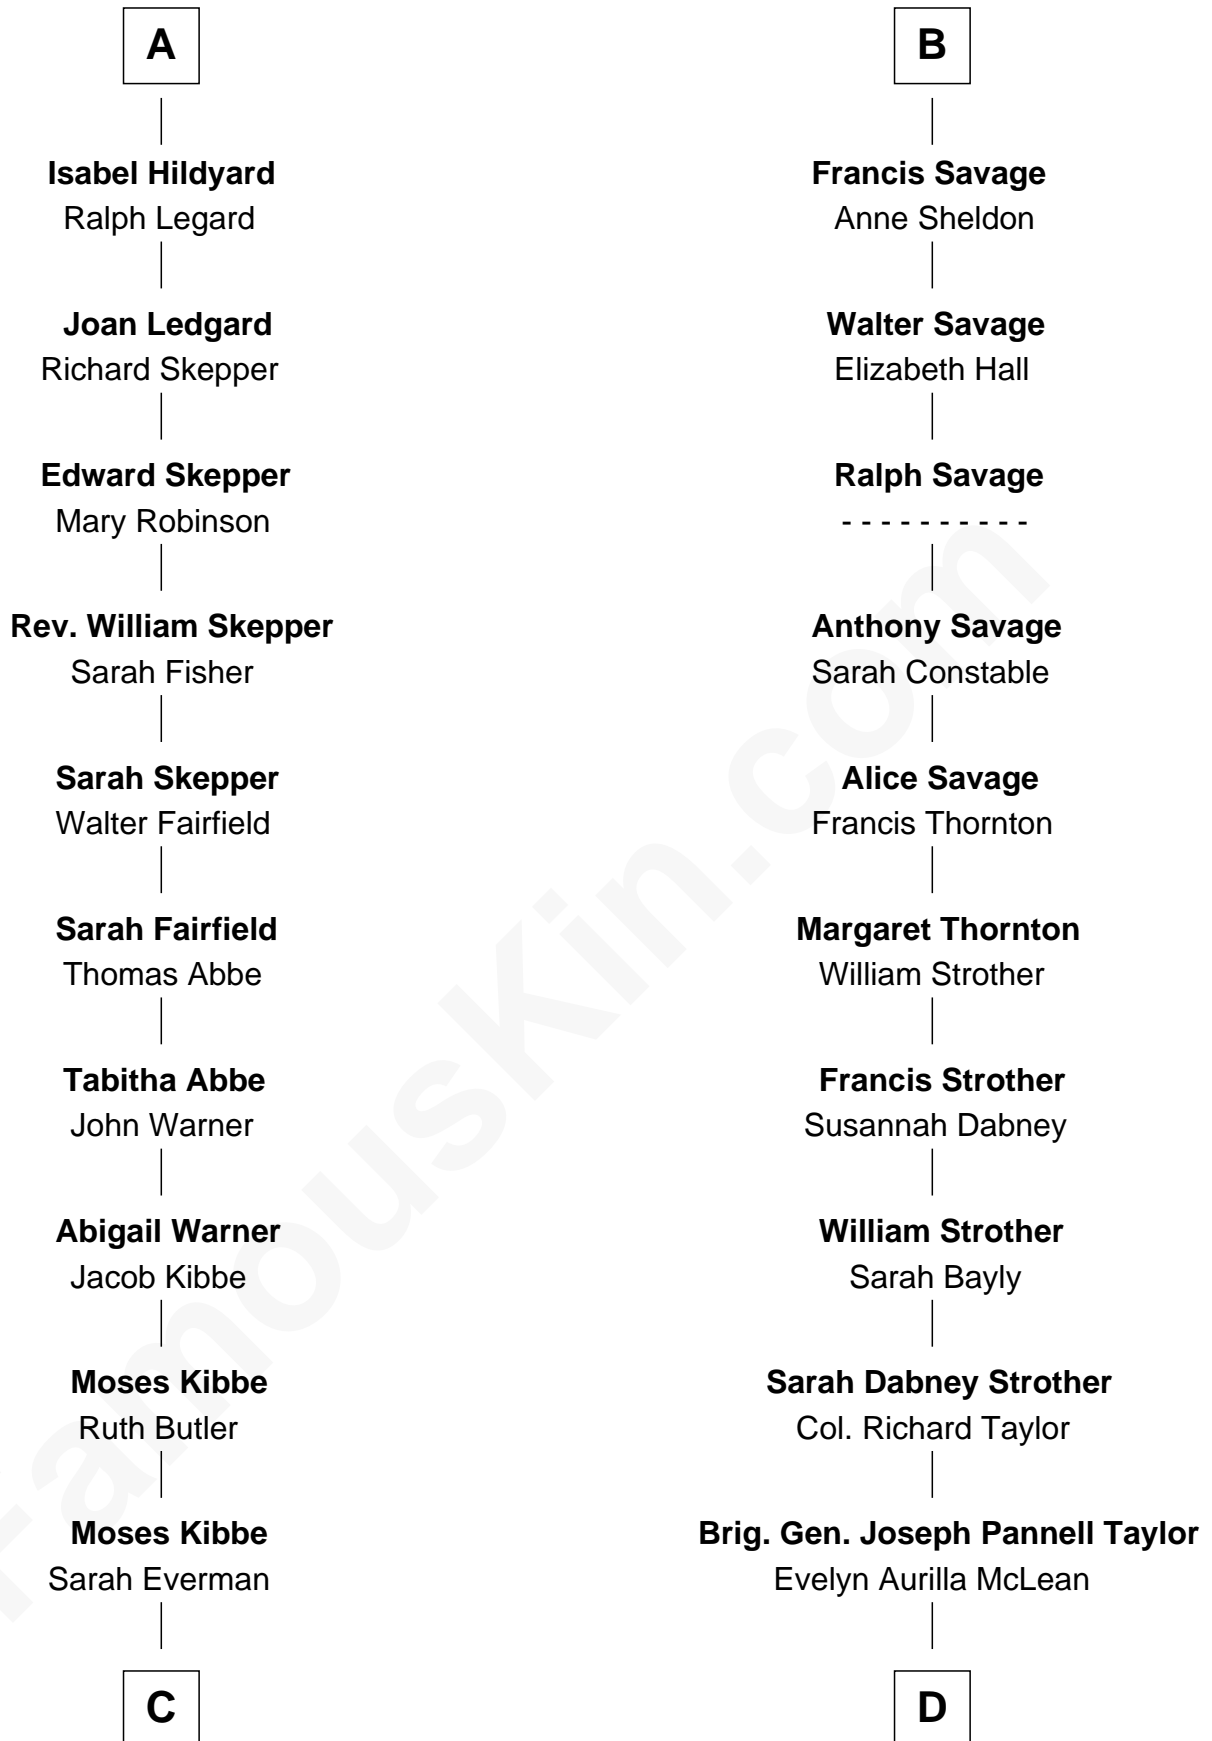 A
Isabel Hildyard
Ralph Legard
Joan Ledgard
Richard Skepper
Edward Skepper
Mary Robinson
Rev. William Skepper
Sarah Fisher
Sarah Skepper
Walter Fairfield
Sarah Fairfield
Thomas Abbe
Tabitha Abbe
John Warner
Abigail Warner
Jacob Kibbe
Moses Kibbe
Ruth Butler
Moses Kibbe
Sarah Everman
C
B
Francis Savage
Anne Sheldon
Walter Savage
Elizabeth Hall
Ralph Savage
- - - - - - - - - -
Anthony Savage
Sarah Constable
Alice Savage
Francis Thornton
Margaret Thornton
William Strother
Francis Strother
Susannah Dabney
William Strother
Sarah Bayly
Sarah Dabney Strother
Col. Richard Taylor
Brig. Gen. Joseph Pannell Taylor
Evelyn Aurilla McLean
D
FamousKin.com